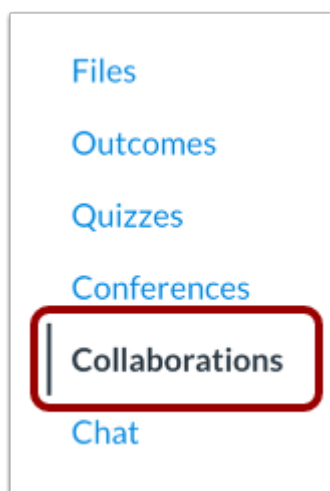 Files
Outcomes
Quizzes
Conferences
Collaborations
Chat